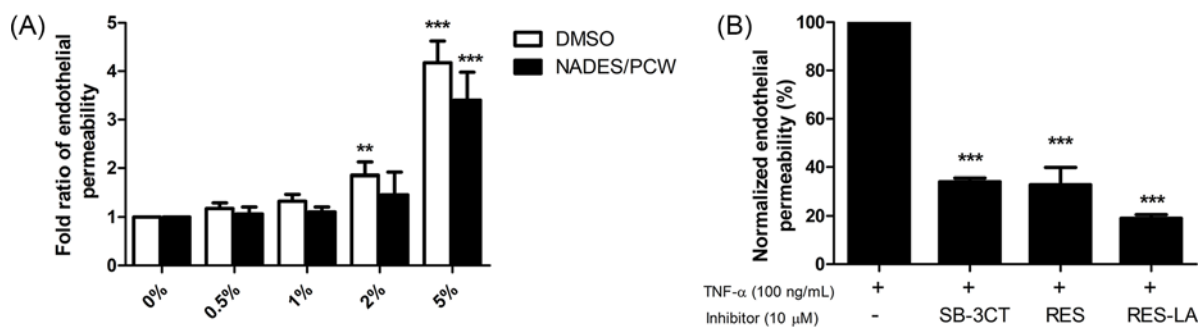 (A)
Fold ratio of endothelial
permeability
5
4
3
2
1
0
***
***
**
DMSO
NADES/PCW
0%
0.5%
1%
2%
5%
(B)
Normalized endothelial
permeability (%)
100
80
60
40
20
0
***
***
***
TNF-α (100 ng/mL) + + + +
Inhibitor (10 μM) - SB-3CT RES RES-LA